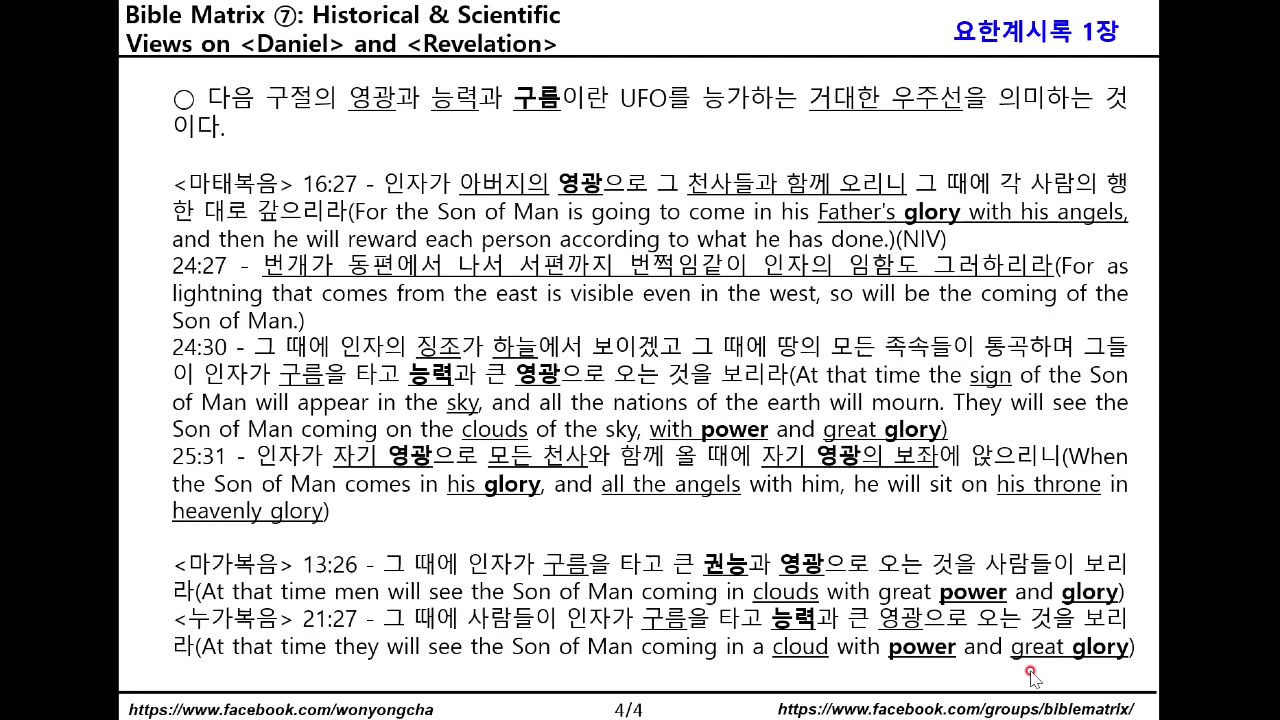 Bible Matrix ⑦: Historical & Scientific
Views on <Daniel> and <Revelation>
요한계시록 1장
○ 다음 구절의 영광과 능력과 구름이란 UFO를 능가하는 거대한 우주선을 의미하는 것
이다.
<마태복음> 16:27 - 인자가 아버지의 영광으로 그 천사들과 함께 오리니 그 때에 각 사람의 행
한 대로 갚으리라(For the Son of Man is going to come in his Father's glory with his angels,
and then he will reward each person according to what he has done.)(NIV)
24:27 - 번개가 동편에서 나서 서편까지 번쩍임같이 인자의 임함도 그러하리라(For as
lightning that comes from the east is visible even in the west, so will be the coming of the
Son of Man.)
24:30 - 그 때에 인자의 징조가 하늘에서 보이겠고 그 때에 땅의 모든 족속들이 통곡하며 그들
이 인자가 구름을 타고 능력과 큰 영광으로 오는 것을 보리라(At that time the sign of the Son
of Man will appear in the sky, and all the nations of the earth will mourn. They will see the
Son of Man coming on the clouds of the sky, with power and great glory)
25:31 - 인자가 자기 영광으로 모든 천사와 함께 올 때에 자기 영광의 보좌에 앉으리니(When
the Son of Man comes in his glory, and all the angels with him, he will sit on his throne in
heavenly glory)
<마가복음> 13:26 - 그 때에 인자가 구름을 타고 큰 권능과 영광으로 오는 것을 사람들이 보리
라(At that time men will see the Son of Man coming in clouds with great power and glory)
<누가복음> 21:27 - 그 때에 사람들이 인자가 구름을 타고 능력과 큰 영광으로 오는 것을 보리
라(At that time they will see the Son of Man coming in a cloud with power and great glory)
https://www.facebook.com/wonyongcha
4/4
https://www.facebook.com/groups/biblematrix/